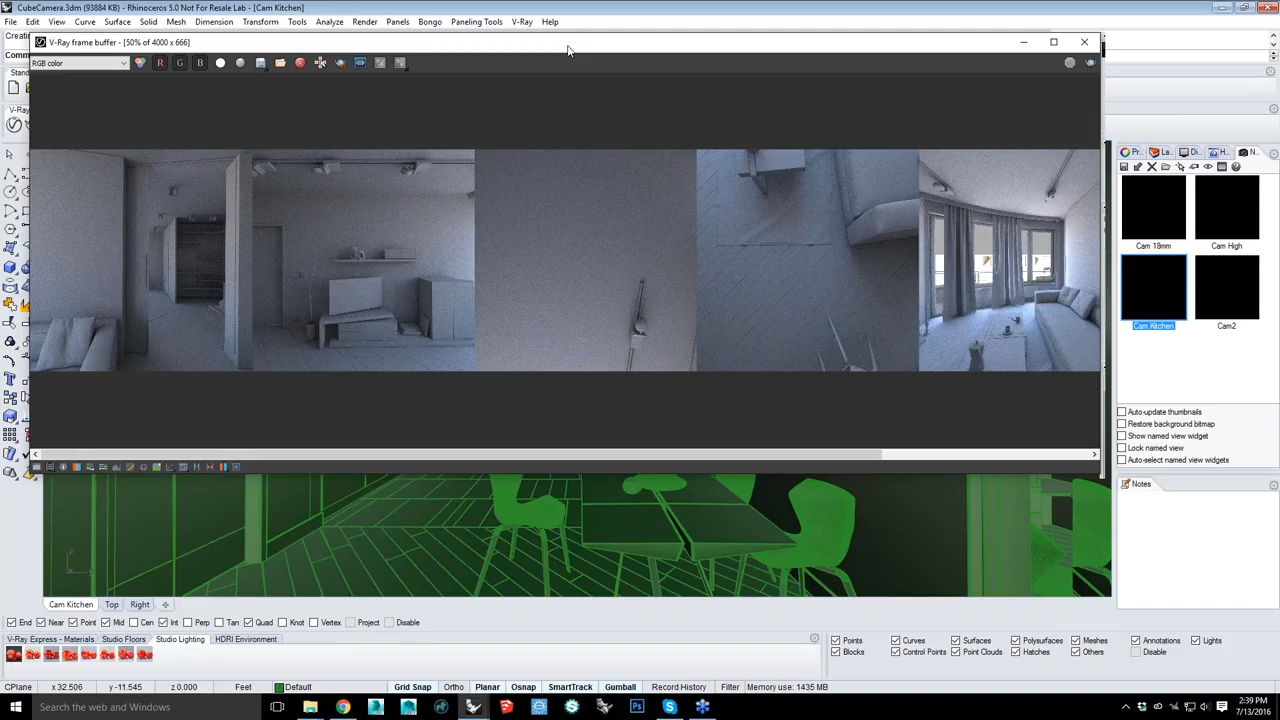 CubeCamera.3dm (93884 KB) - Rhinoceros 5.0 Not For Resale Lab - [Cam Kitchen]
File Edit View Curve Surface Solid Mesh Dimension Transform Tools Analyze Render Panels Bongo Paneling Tools V-Ray Help
Creatio
V-Ray frame buffer - [50% of 4000 x 666]
Comm
RGB color R G B
Stand
V-Ra
Pr... La... Di... H... N...
Cam 18mm Cam High
Cam Kitchen Cam2
Auto-update thumbnails
Restore background bitmap
Show named view widget
Lock named view
Auto-select named view widgets
Notes
Cam Kitchen Top Right
End Near Point Mid Cen Int Perp Tan Quad Knot Vertex Project Disable
V-Ray Express - Materials Studio Floors Studio Lighting HDRI Environment
Points Curves Surfaces Polysurfaces Meshes Annotations Lights
Blocks Control Points Point Clouds Hatches Others Disable
CPlane x 32.506 y -11.545 z 0.000 Feet Default Grid Snap Ortho Planar Osnap SmartTrack Gumball Record History Filter Memory use: 1435 MB
Search the web and Windows
2:39 PM
7/13/2016